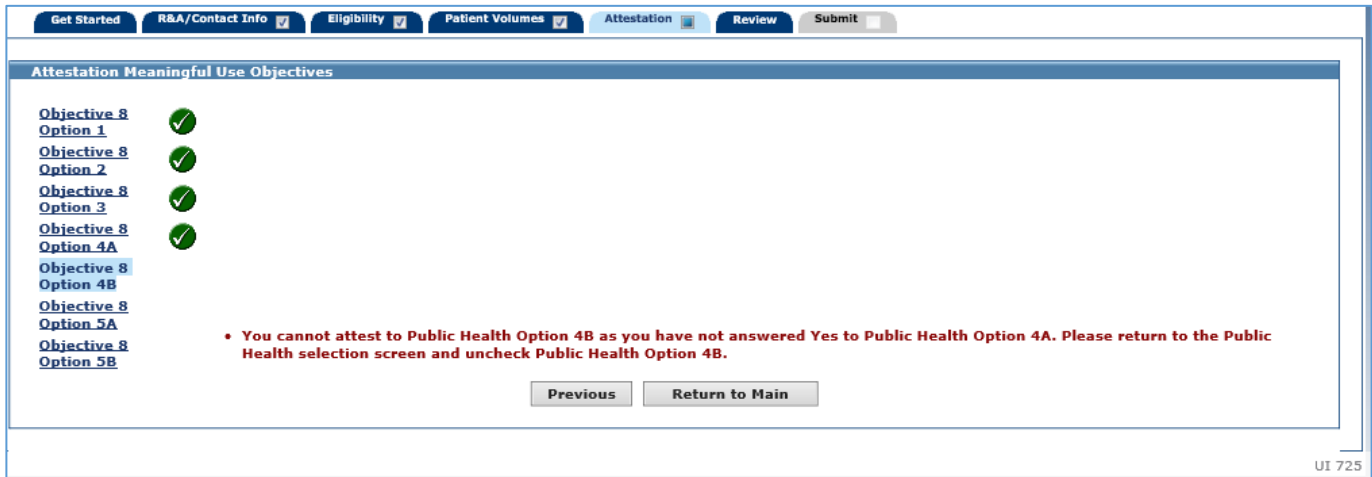 Get Started R&A/Contact Info Eligibility Patient Volumes Attestation Review Submit
Attestation Meaningful Use Objectives
Objective 8
Option 1
Objective 8
Option 2
Objective 8
Option 3
Objective 8
Option 4A
Objective 8
Option 4B
Objective 8
Option 5A
Objective 8
Option 5B
• You cannot attest to Public Health Option 4B as you have not answered Yes to Public Health Option 4A. Please return to the Public
Health selection screen and uncheck Public Health Option 4B.
Previous Return to Main
UI 725